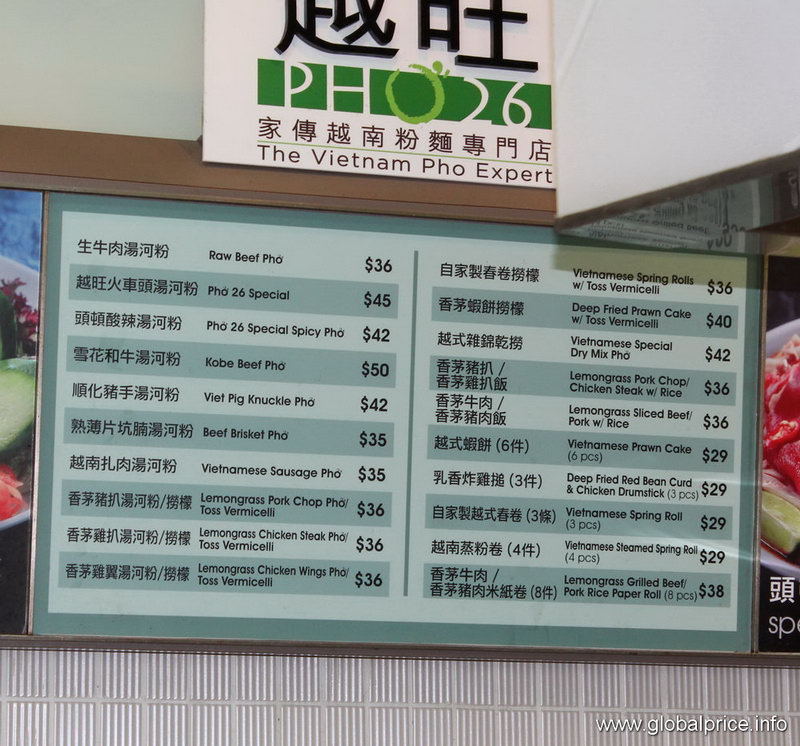 越旺
PHỞ 26
家傳越南粉麵專門店
The Vietnam Pho Expert
生牛肉湯河粉 Raw Beef Phở $36
越旺火車頭湯河粉 Phở 26 Special $45
頭頓酸辣湯河粉 Phở 26 Special Spicy Phở $42
雪花和牛湯河粉 Kobe Beef Phở $50
順化豬手湯河粉 Viet Pig Knuckle Phở $42
熟薄片坑腩湯河粉 Beef Brisket Phở $35
越南扎肉湯河粉 Vietnamese Sausage Phở $35
香茅豬扒湯河粉/撈檬 Lemongrass Pork Chop Phở/
Toss Vermicelli $36
香茅雞扒湯河粉/撈檬 Lemongrass Chicken Steak Phở/
Toss Vermicelli $36
香茅雞翼湯河粉/撈檬 Lemongrass Chicken Wings Phở/
Toss Vermicelli $36
自家製春卷撈檬 Vietnamese Spring Rolls
w/ Toss Vermicelli $36
香茅蝦餅撈檬 Deep Fried Prawn Cake
w/ Toss Vermicelli $40
越式雜錦乾撈 Vietnamese Special
Dry Mix Phở $42
香茅豬扒 / Lemongrass Pork Chop/
香茅雞扒飯 Chicken Steak w/ Rice $36
香茅牛肉 / Lemongrass Sliced Beef/
香茅豬肉飯 Pork w/ Rice $36
越式蝦餅 (6件) Vietnamese Prawn Cake
(6 pcs) $29
乳香炸雞搥 (3件) Deep Fried Red Bean Curd
& Chicken Drumstick (3 pcs) $29
自家製越式春卷 (3條) Vietnamese Spring Roll
(3 pcs) $29
越南蒸粉卷 (4件) Vietnamese Steamed Spring Roll
(4 pcs) $29
香茅牛肉 / Lemongrass Grilled Beef/
香茅豬肉米紙卷 (8件) Pork Rice Paper Roll (8 pcs) $38
頭
spe
www.globalprice.info